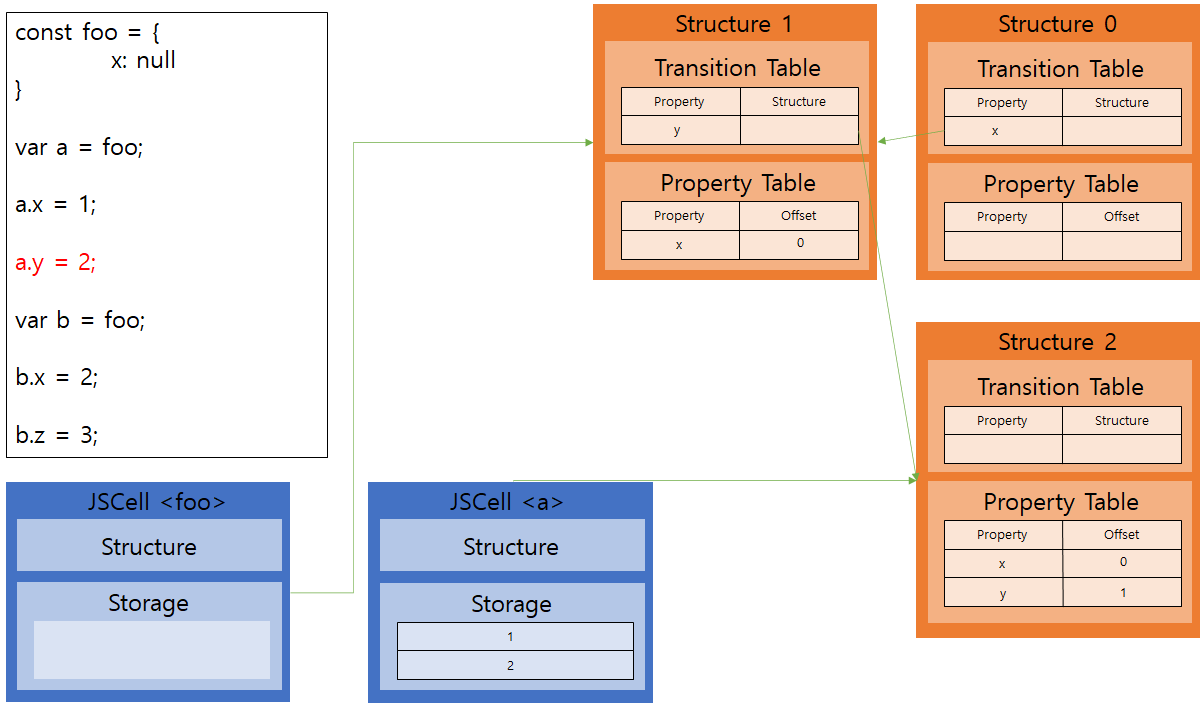 const foo = {
x: null
}
var a = foo;
a.x = 1;
a.y = 2;
var b = foo;
b.x = 2;
b.z = 3;
JSCell <foo>
Structure
Storage
JSCell <a>
Structure
Storage
1
2
Structure 1
Transition Table
Property Structure
y
Property Table
Property Offset
x 0
Structure 0
Transition Table
Property Structure
x
Property Table
Property Offset
Structure 2
Transition Table
Property Structure
Property Table
Property Offset
x 0
y 1